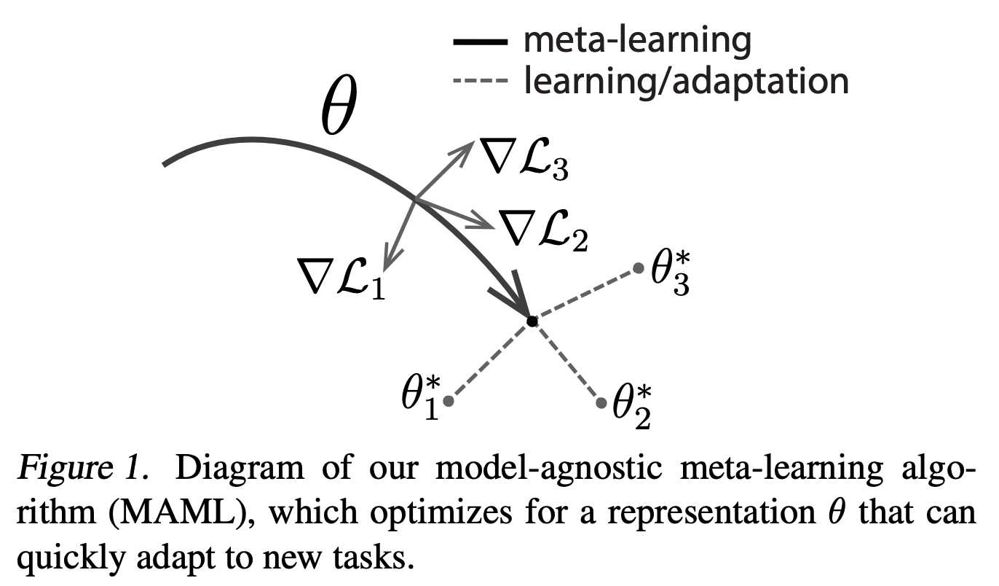 meta-learning
learning/adaptation
θ
∇ℒ₃
∇ℒ₂
∇ℒ₁
θ₃*
θ₁*
θ₂*
Figure 1. Diagram of our model-agnostic meta-learning algo-
rithm (MAML), which optimizes for a representation θ that can
quickly adapt to new tasks.